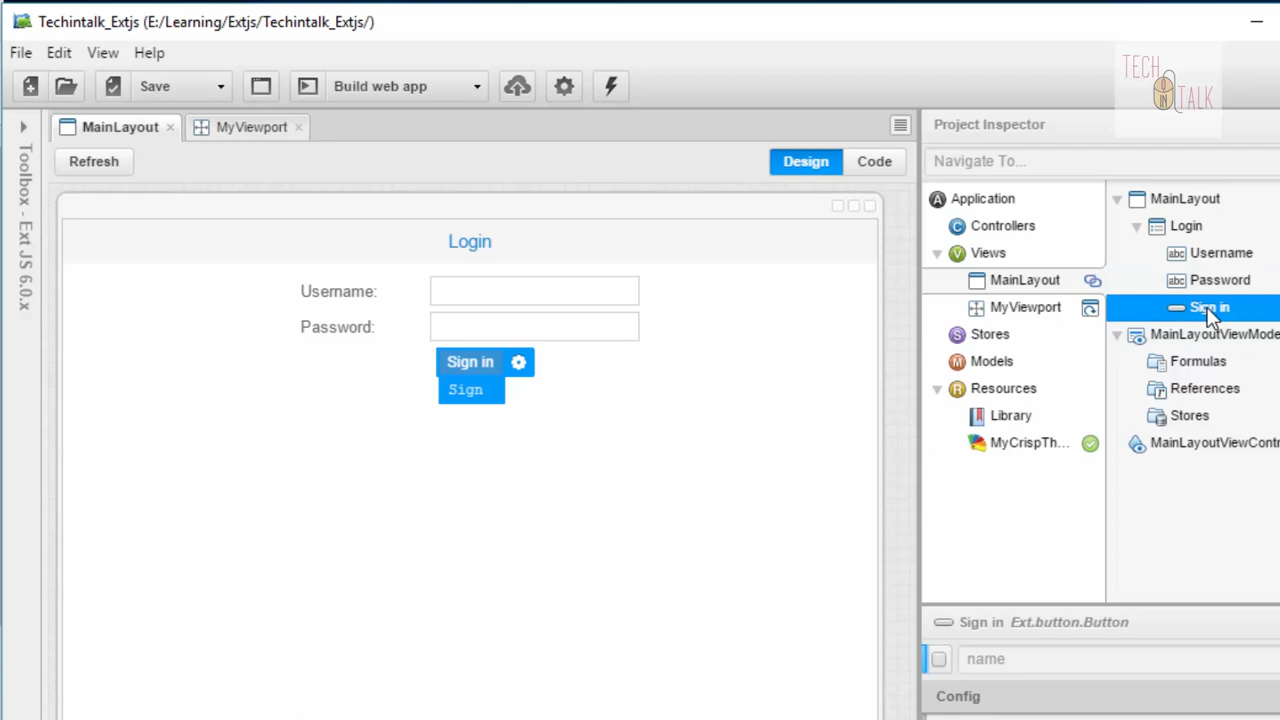 Techintalk_Extjs (E:/Learning/Extjs/Techintalk_Extjs/)
File Edit View Help
Save Build web app
TECH IN TALK
MainLayout MyViewport
Refresh Design Code
Toolbox - Ext JS 6.0.x
Login
Username:
Password:
Sign in
Sign
Project Inspector
Navigate To...
Application
Controllers
Views
MainLayout
MyViewport
Stores
Models
Resources
Library
MyCrispTh...
MainLayout
Login
Username
Password
Sign in
MainLayoutViewMode
Formulas
References
Stores
MainLayoutViewContr
Sign in Ext.button.Button
name
Config